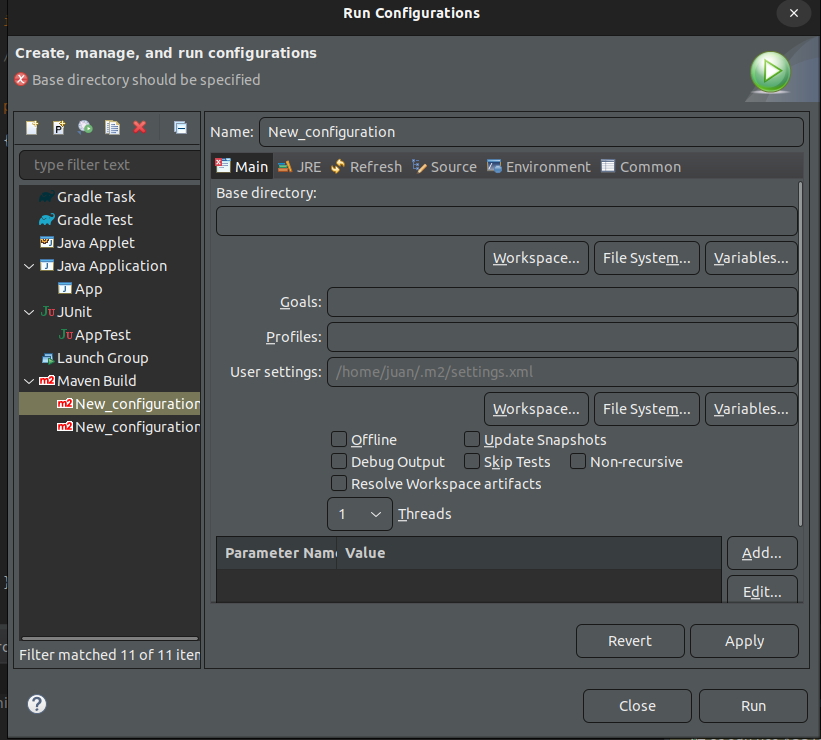 Run Configurations
Create, manage, and run configurations
Base directory should be specified
Name: New_configuration
type filter text
Main JRE Refresh Source Environment Common
Gradle Task
Gradle Test
Java Applet
Java Application
App
JUnit
AppTest
Launch Group
Maven Build
New_configuration
New_configuration
Filter matched 11 of 11 iter
Base directory:
Workspace... File System... Variables...
Goals:
Profiles:
User settings: /home/juan/.m2/settings.xml
Workspace... File System... Variables...
Offline Update Snapshots
Debug Output Skip Tests Non-recursive
Resolve Workspace artifacts
1 Threads
Parameter Name Value
Add...
Edit...
Revert Apply
? Close Run